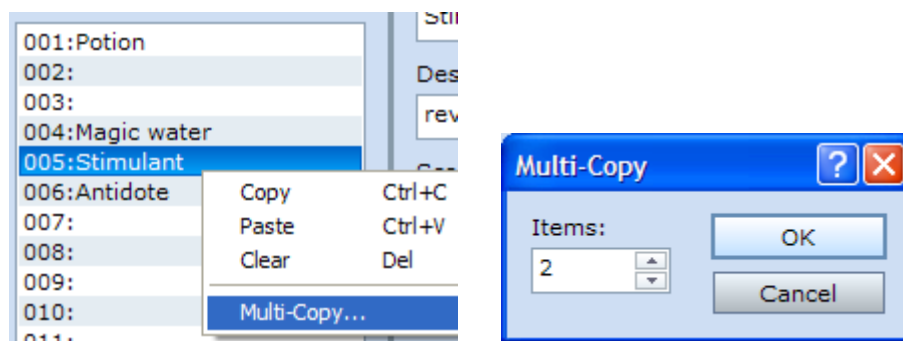 001:Potion
002:
003:
004:Magic water
005:Stimulant
006:Antidote
007:
008:
009:
010:
011:
Copy Ctrl+C
Paste Ctrl+V
Clear Del
Multi-Copy...
Des
rev
Multi-Copy
Items:
2
OK
Cancel